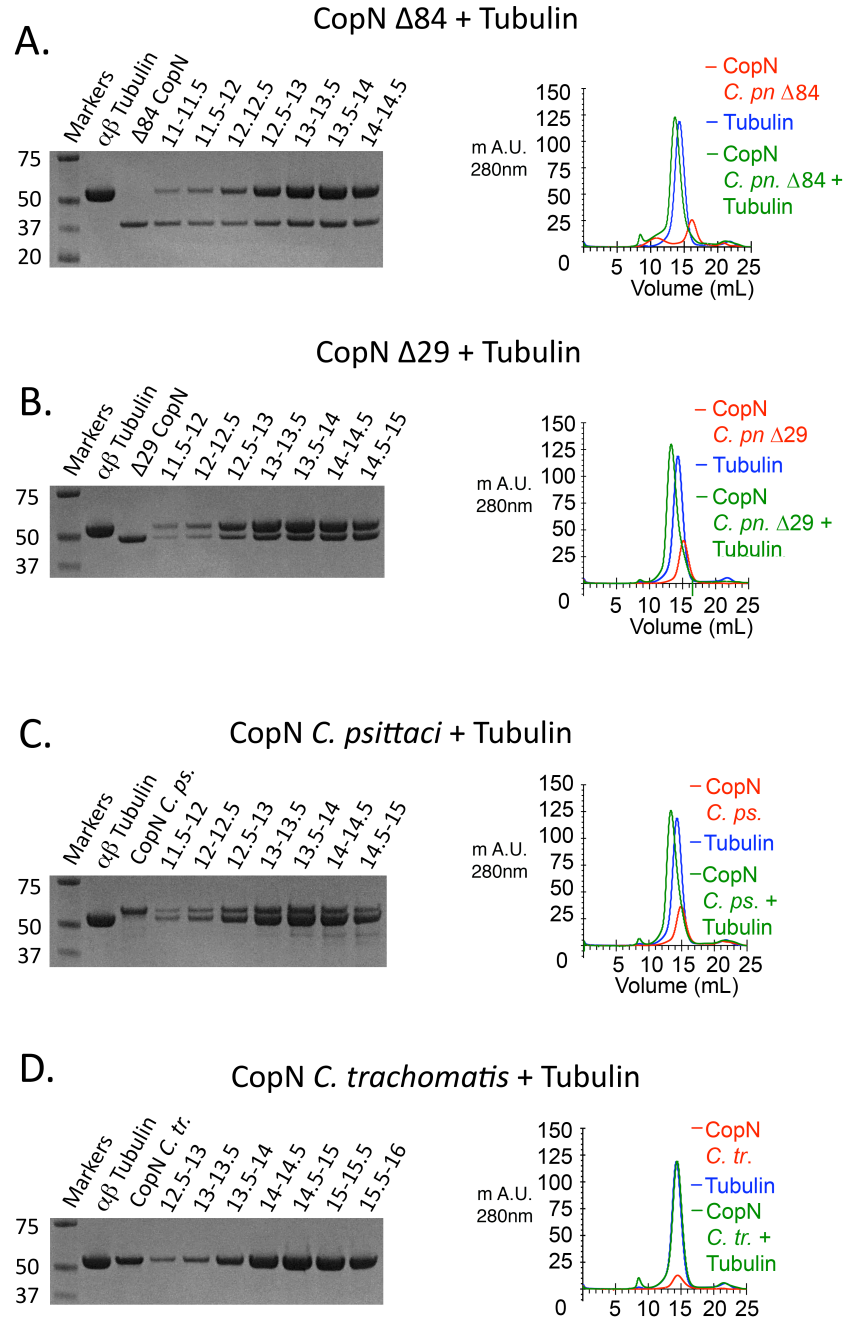 CopN Δ84 + Tubulin
A.
Markers
αβ Tubulin
Δ84 CopN
11-11.5
11.5-12
12.12.5
12.5-13
13-13.5
13.5-14
14-14.5
75
50
37
20
150
125
100
75
50
25
0
m A.U.
280nm
5 10 15 20 25
Volume (mL)
– CopN
C. pn Δ84
– Tubulin
– CopN
C. pn. Δ84 +
Tubulin
CopN Δ29 + Tubulin
B.
Markers
αβ Tubulin
Δ29 CopN
11.5-12
12-12.5
12.5-13
13-13.5
13.5-14
14-14.5
14.5-15
75
50
37
150
125
100
75
50
25
0
m A.U.
280nm
5 10 15 20 25
Volume (mL)
– CopN
C. pn Δ29
– Tubulin
– CopN
C. pn. Δ29 +
Tubulin
CopN C. psittaci + Tubulin
C.
Markers
αβ Tubulin
CopN C. ps.
11.5-12
12-12.5
12.5-13
13-13.5
13.5-14
14-14.5
14.5-15
75
50
37
150
125
100
75
50
25
0
m A.U.
280nm
5 10 15 20 25
Volume (mL)
– CopN
C. ps.
– Tubulin
– CopN
C. ps. +
Tubulin
CopN C. trachomatis + Tubulin
D.
Markers
αβ Tubulin
CopN C. tr.
12.5-13
13-13.5
13.5-14
14-14.5
14.5-15
15-15.5
15.5-16
75
50
37
150
125
100
75
50
25
0
m A.U.
280nm
5 10 15 20 25
Volume (mL)
– CopN
C. tr.
– Tubulin
– CopN
C. tr. +
Tubulin